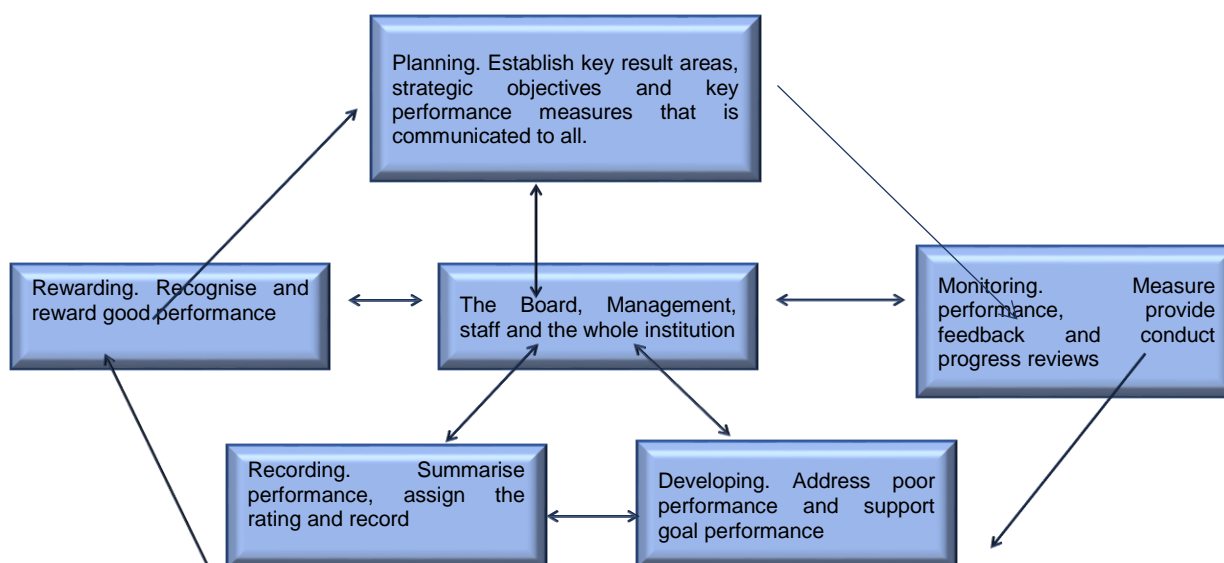 Planning. Establish key result areas,
strategic objectives and key
performance measures that is
communicated to all.
Rewarding. Recognise and
reward good performance
The Board, Management,
staff and the whole institution
Monitoring. Measure
performance, provide
feedback and conduct
progress reviews
Recording. Summarise
performance, assign the
rating and record
Developing. Address poor
performance and support
goal performance